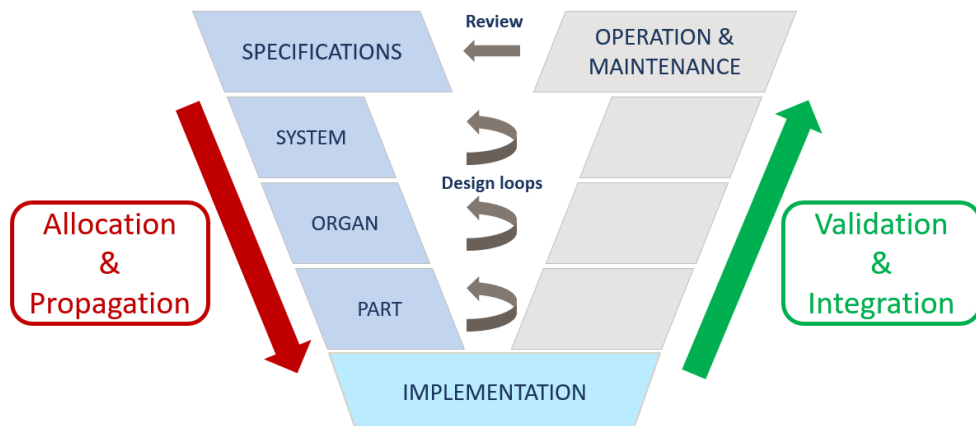 Review
SPECIFICATIONS
OPERATION &
MAINTENANCE
SYSTEM
Design loops
ORGAN
PART
IMPLEMENTATION
Allocation
&
Propagation
Validation
&
Integration